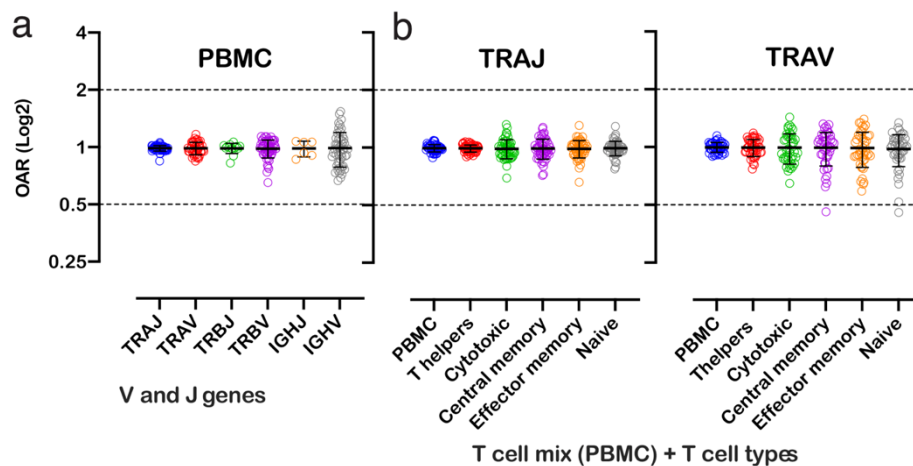 a
PBMC
OAR (Log2)
4
2
1
0.5
0.25
TRAJ
TRAV
TRBJ
TRBV
IGHJ
IGHV
V and J genes
b
TRAJ
PBMC
T helpers
Cytotoxic
Central memory
Effector memory
Naive
TRAV
PBMC
Thelpers
Cytotoxic
Central memory
Effector memory
Naive
T cell mix (PBMC) + T cell types